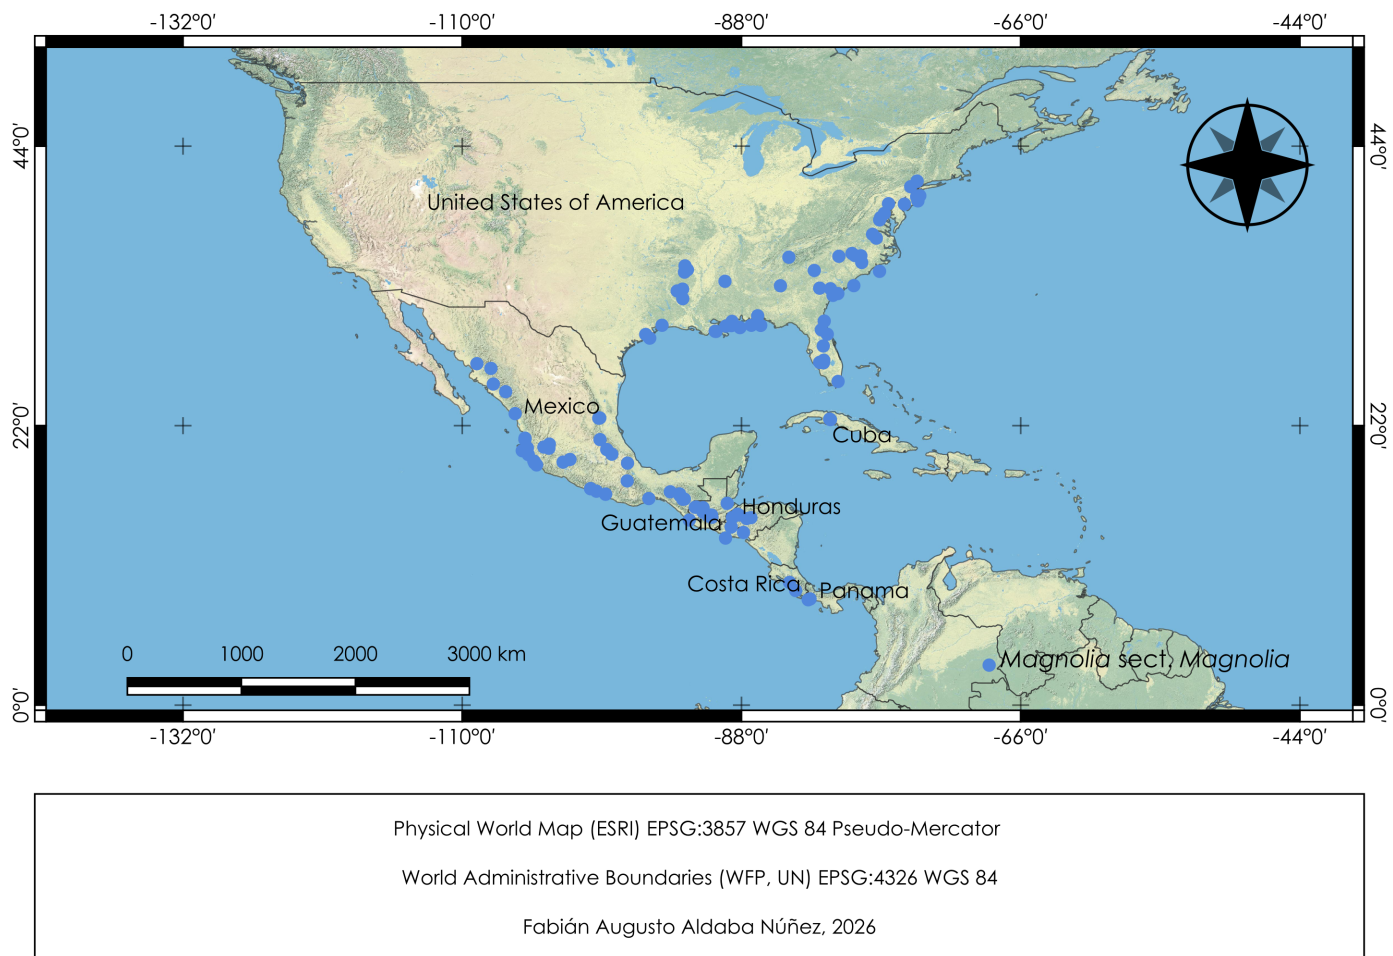 -132°0' -110°0' -88°0' -66°0' -44°0'
44°0' 44°0'
United States of America
Mexico
22°0' 22°0'
Cuba
Honduras
Guatemala
Costa Rica Panama
0 1000 2000 3000 km
Magnolia sect. Magnolia
0°0' 0°0'
-132°0' -110°0' -88°0' -66°0' -44°0'
Physical World Map (ESRI) EPSG:3857 WGS 84 Pseudo-Mercator
World Administrative Boundaries (WFP, UN) EPSG:4326 WGS 84
Fabián Augusto Aldaba Núñez, 2026